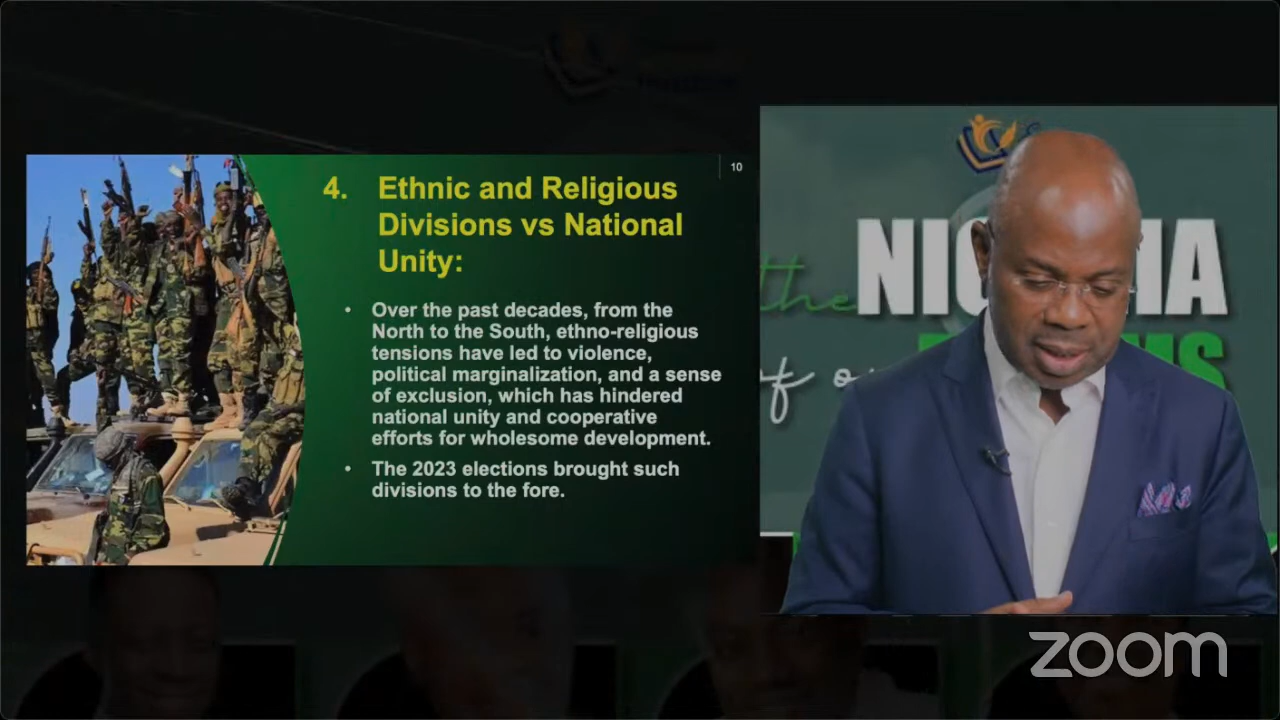 10
4. Ethnic and Religious
Divisions vs National
Unity:
• Over the past decades, from the
North to the South, ethno-religious
tensions have led to violence,
political marginalization, and a sense
of exclusion, which has hindered
national unity and cooperative
efforts for wholesome development.
• The 2023 elections brought such
divisions to the fore.
the
of
zoom